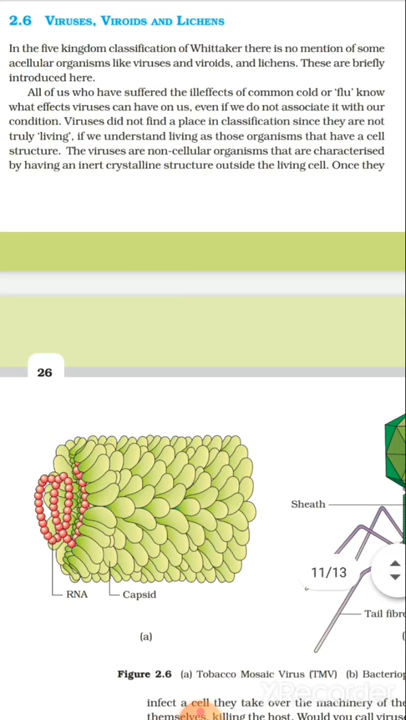 2.6 VIRUSES, VIROIDS AND LICHENS
In the five kingdom classification of Whittaker there is no mention of some
acellular organisms like viruses and viroids, and lichens. These are briefly
introduced here.
All of us who have suffered the illeffects of common cold or ‘flu’ know
what effects viruses can have on us, even if we do not associate it with our
condition. Viruses did not find a place in classification since they are not
truly ‘living’, if we understand living as those organisms that have a cell
structure. The viruses are non-cellular organisms that are characterised
by having an inert crystalline structure outside the living cell. Once they
26
Sheath
11/13
RNA
Capsid
Tail fibre
(a)
(
Figure 2.6 (a) Tobacco Mosaic Virus (TMV) (b) Bacteriop
infect a cell they take over the machinery of the
themselves, killing the host. Would you call virus
XRecorder